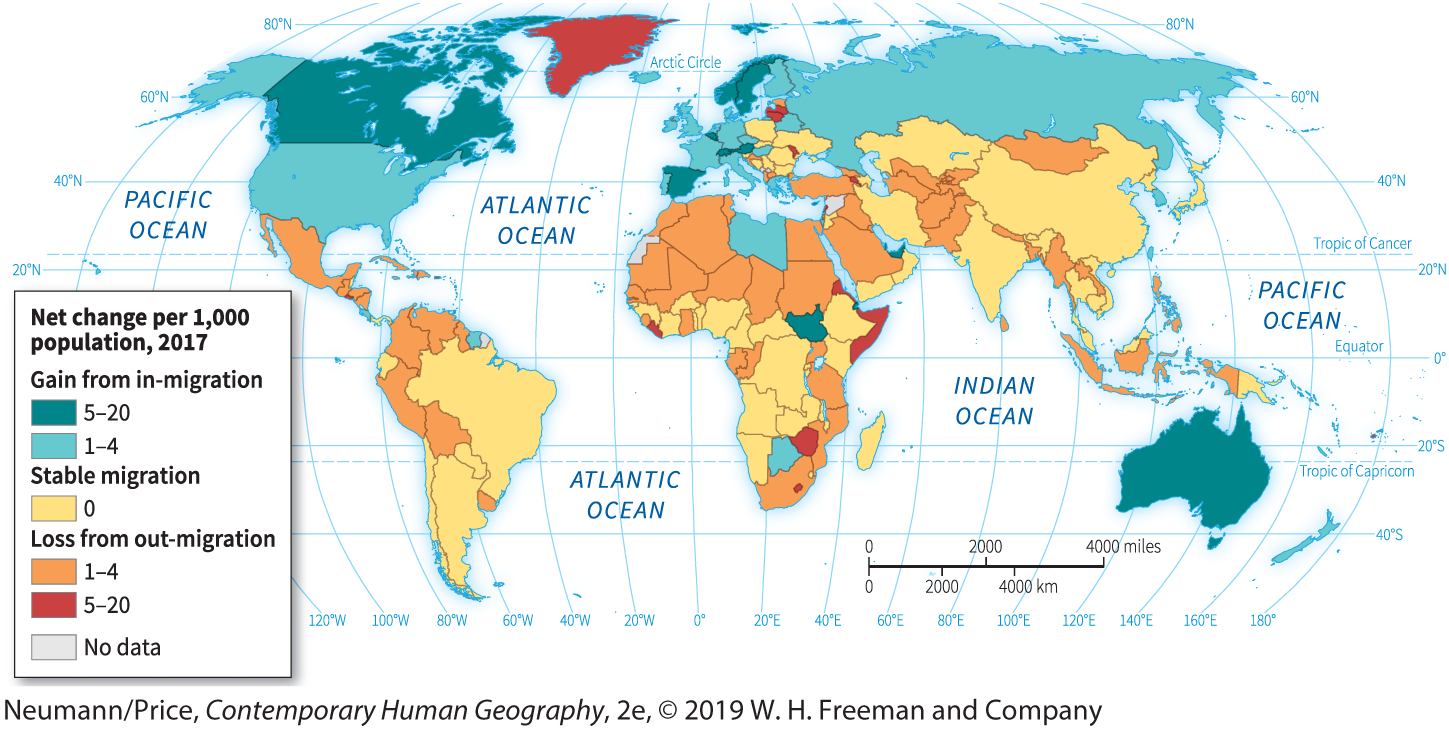 80°N
80°N
Arctic Circle
60°N
60°N
40°N
40°N
PACIFIC
OCEAN
ATLANTIC
OCEAN
Tropic of Cancer
20°N
20°N
PACIFIC
OCEAN
Equator
0°
INDIAN
OCEAN
20°S
Tropic of Capricorn
ATLANTIC
OCEAN
40°S
0
2000
4000 miles
0
2000
4000 km
120°W
100°W
80°W
60°W
40°W
20°W
0°
20°E
40°E
60°E
80°E
100°E
120°E
140°E
160°E
180°
Net change per 1,000
population, 2017
Gain from in-migration
5–20
1–4
Stable migration
0
Loss from out-migration
1–4
5–20
No data
Neumann/Price, Contemporary Human Geography, 2e, © 2019 W. H. Freeman and Company